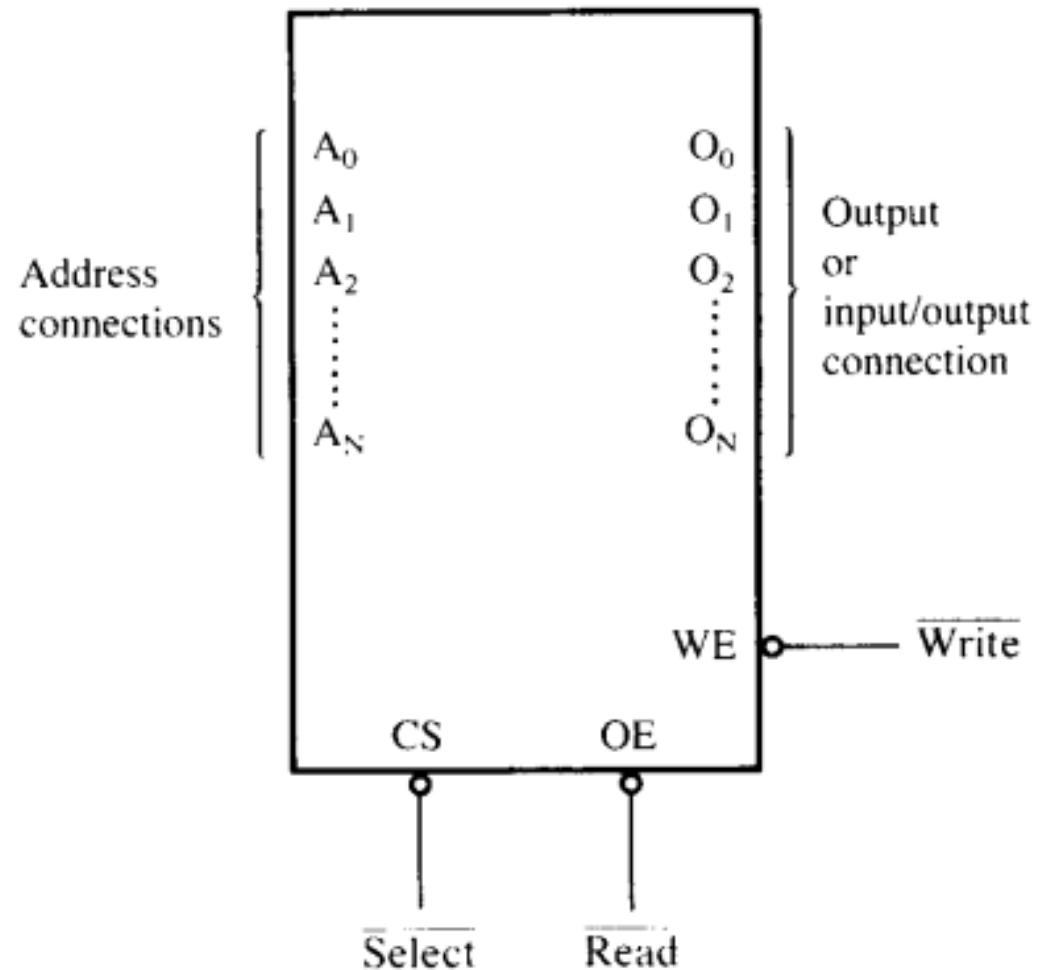 A₀
A₁
A₂
A_N
Address
connections
O₀
O₁
O₂
O_N
Output
or
input/output
connection
WE
Write
CS
OE
Select
Read